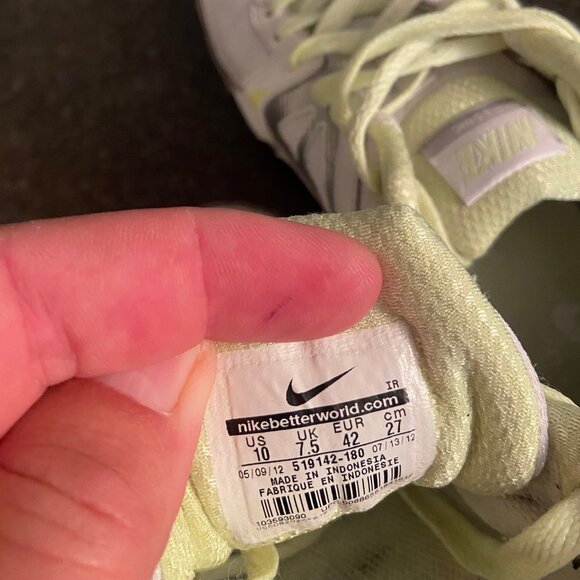 NIKE
IR
nikebetterworld.com
US UK EUR cm
10 7.5 42 27
05/09/12 519142-180 07/13/12
MADE IN INDONESIA
FABRIQUE EN INDONESIE
103593090